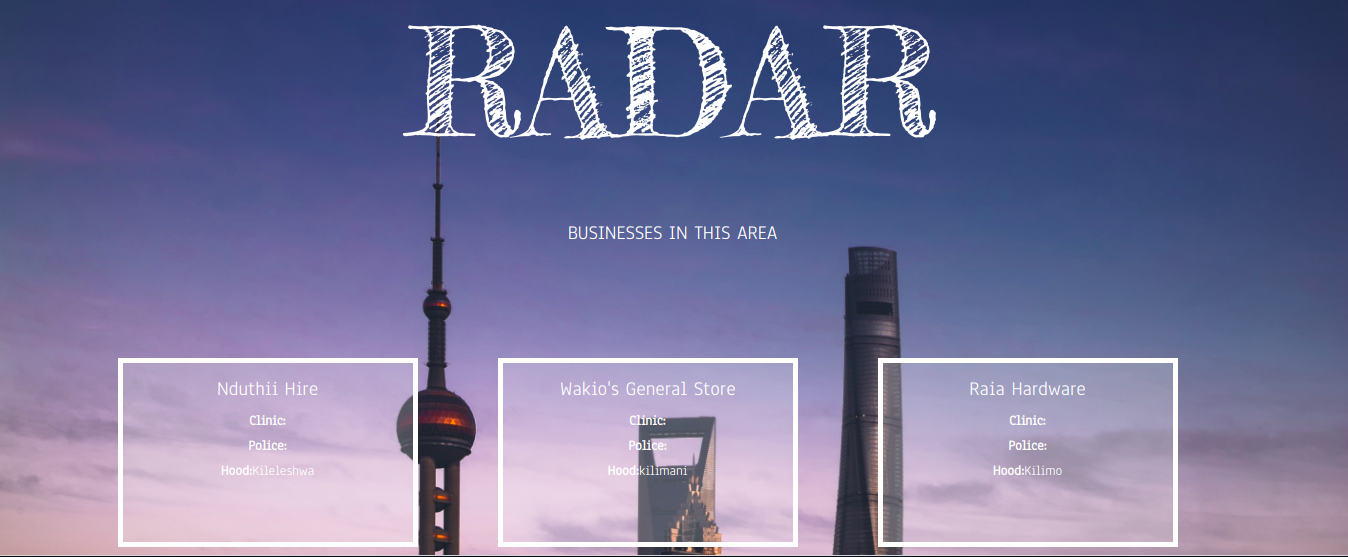 RADAR
BUSINESSES IN THIS AREA
Nduthii Hire
Clinic:
Police:
Hood:Kileleshwa
Wakio's General Store
Clinic:
Police:
Hood:kilimani
Raia Hardware
Clinic:
Police:
Hood:Kilimo